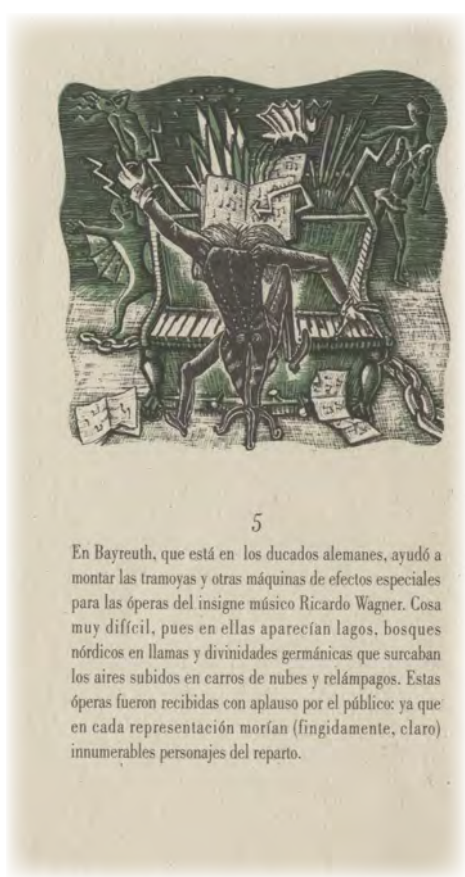 5
En Bayreuth, que está en los ducados alemanes, ayudó a
montar las tramoyas y otras máquinas de efectos especiales
para las óperas del insigne músico Ricardo Wagner. Cosa
muy difícil, pues en ellas aparecían lagos, bosques
nórdicos en llamas y divinidades germánicas que surcaban
los aires subidos en carros de nubes y relámpagos. Estas
óperas fueron recibidas con aplauso por el público: ya que
en cada representación morían (fingidamente, claro)
innumerables personajes del reparto.